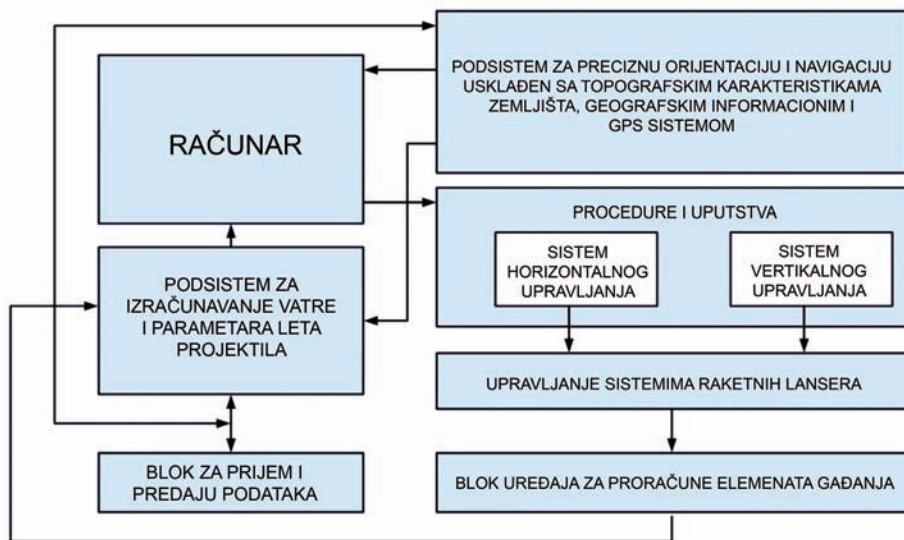 PODSISTEM ZA PRECIZNU ORIJENTACIJU I NAVIGACIJU
USKLAĐEN SA TOPOGRAFSKIM KARAKTERISTIKAMA
ZEMLJIŠTA, GEOGRAFSKIM INFORMACIONIM I
GPS SISTEMOM
RAČUNAR
PROCEDURE I UPUTSTVA
SISTEM
HORIZONTALNOG
UPRAVLJANJA
SISTEM
VERTIKALNOG
UPRAVLJANJA
PODSISTEM ZA
IZRAČUNAVANJE VATRE
I PARAMETARA LETA
PROJEKTILA
UPRAVLJANJE SISTEMIMA RAKETNIH LANSERA
BLOK ZA PRIJEM I
PREDAJU PODATAKA
BLOK UREĐAJA ZA PRORAČUNE ELEMENATA GAĐANJA